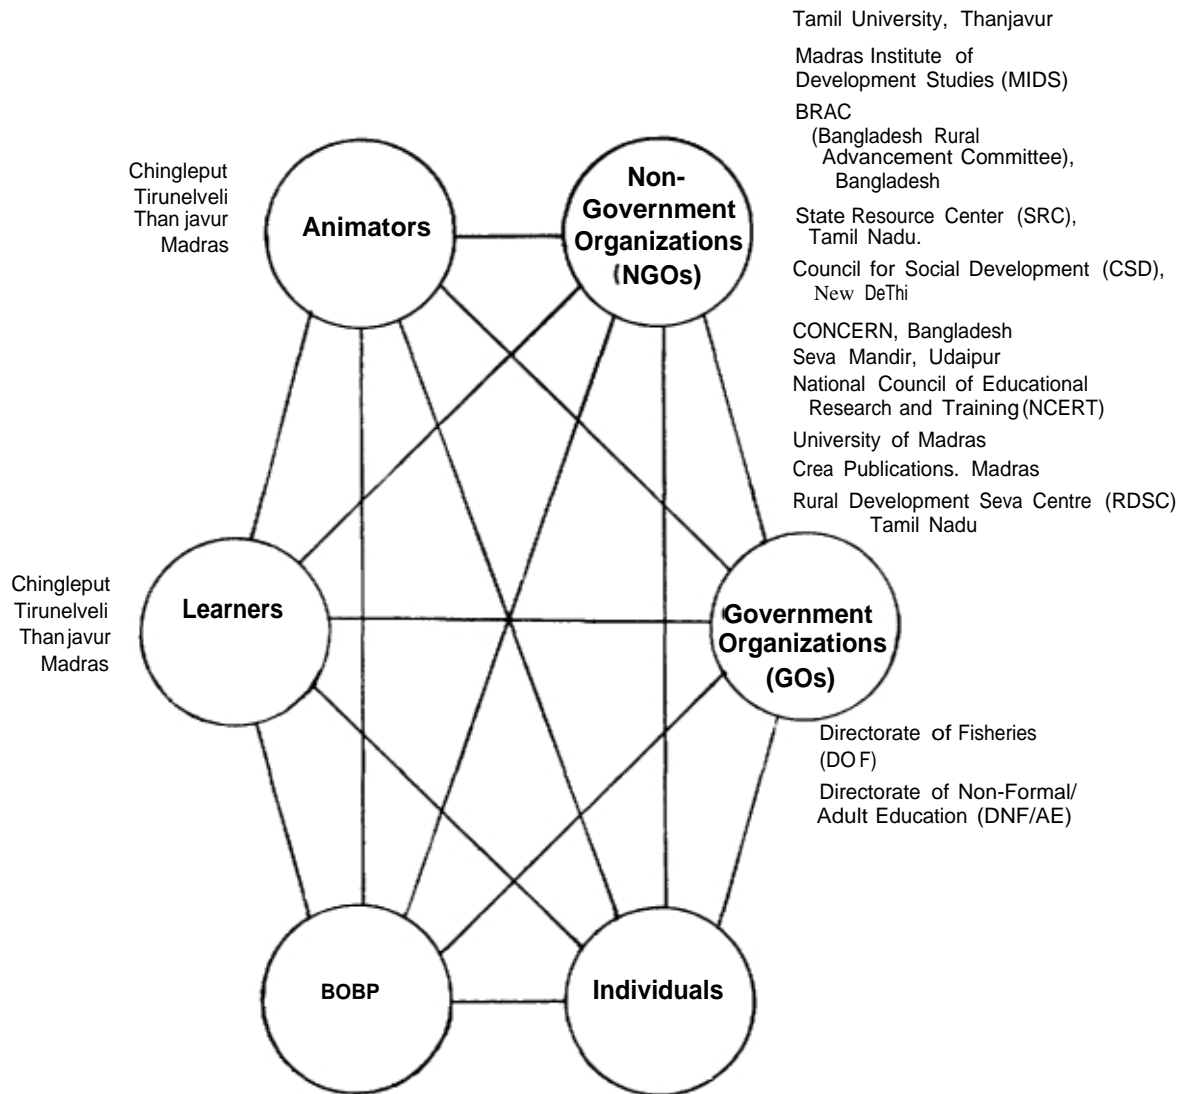 Tamil University, Thanjavur
Madras Institute of
Development Studies (MIDS)
BRAC
(Bangladesh Rural
Advancement Committee),
Bangladesh
State Resource Center (SRC),
Tamil Nadu.
Council for Social Development (CSD),
New DeThi
CONCERN, Bangladesh
Seva Mandir, Udaipur
National Council of Educational
Research and Training (NCERT)
University of Madras
Crea Publications. Madras
Rural Development Seva Centre (RDSC)
Tamil Nadu
Chingleput
Tirunelveli
Than javur
Madras
Animators
Non-
Government
Organizations
(NGOs)
Chingleput
Tirunelveli
Than javur
Madras
Learners
Government
Organizations
(GOs)
Directorate of Fisheries
(DO F)
Directorate of Non-Formal/
Adult Education (DNF/AE)
BOBP
Individuals